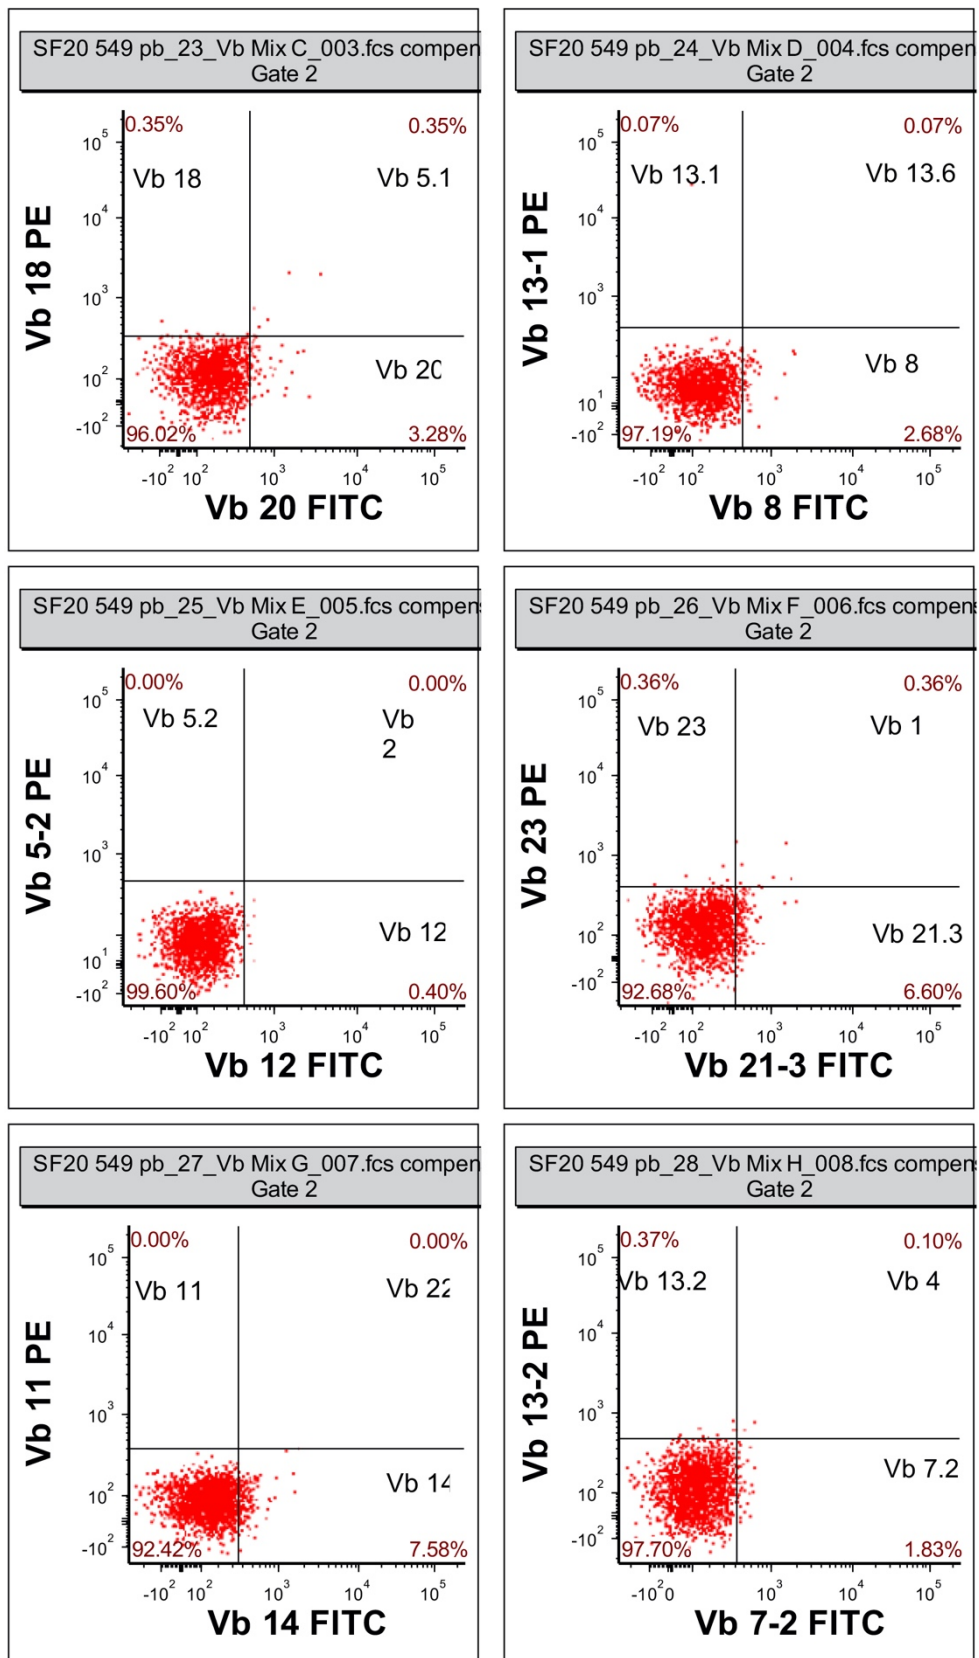 SF20 549 pb_23_Vb Mix C_003.fcs compen
Gate 2
0.35%
0.35%
Vb 18
Vb 5.1
Vb 20
96.02%
3.28%
10^5
10^4
10^3
10^2
-10^2
Vb 18 PE
-10^2 10^2 10^3 10^4 10^5
Vb 20 FITC
SF20 549 pb_24_Vb Mix D_004.fcs compen
Gate 2
0.07%
0.07%
Vb 13.1
Vb 13.6
Vb 8
97.19%
2.68%
10^5
10^4
10^3
10^1
-10^2
Vb 13-1 PE
-10^2 10^2 10^3 10^4 10^5
Vb 8 FITC
SF20 549 pb_25_Vb Mix E_005.fcs compens
Gate 2
0.00%
0.00%
Vb 5.2
Vb
2
Vb 12
99.60%
0.40%
10^5
10^4
10^3
10^1
-10^2
Vb 5-2 PE
-10^2 10^2 10^3 10^4 10^5
Vb 12 FITC
SF20 549 pb_26_Vb Mix F_006.fcs compens
Gate 2
0.36%
0.36%
Vb 23
Vb 1
Vb 21.3
92.68%
6.60%
10^5
10^4
10^3
10^2
-10^2
Vb 23 PE
-10^2 10^2 10^3 10^4 10^5
Vb 21-3 FITC
SF20 549 pb_27_Vb Mix G_007.fcs compen
Gate 2
0.00%
0.00%
Vb 11
Vb 22
Vb 14
92.42%
7.58%
10^5
10^4
10^3
10^2
-10^2
Vb 11 PE
-10^2 10^2 10^3 10^4 10^5
Vb 14 FITC
SF20 549 pb_28_Vb Mix H_008.fcs compen
Gate 2
0.37%
0.10%
Vb 13.2
Vb 4
Vb 7.2
97.70%
1.83%
10^5
10^4
10^3
10^2
-10^2
Vb 13-2 PE
-10^2 0 10^3 10^4 10^5
Vb 7-2 FITC